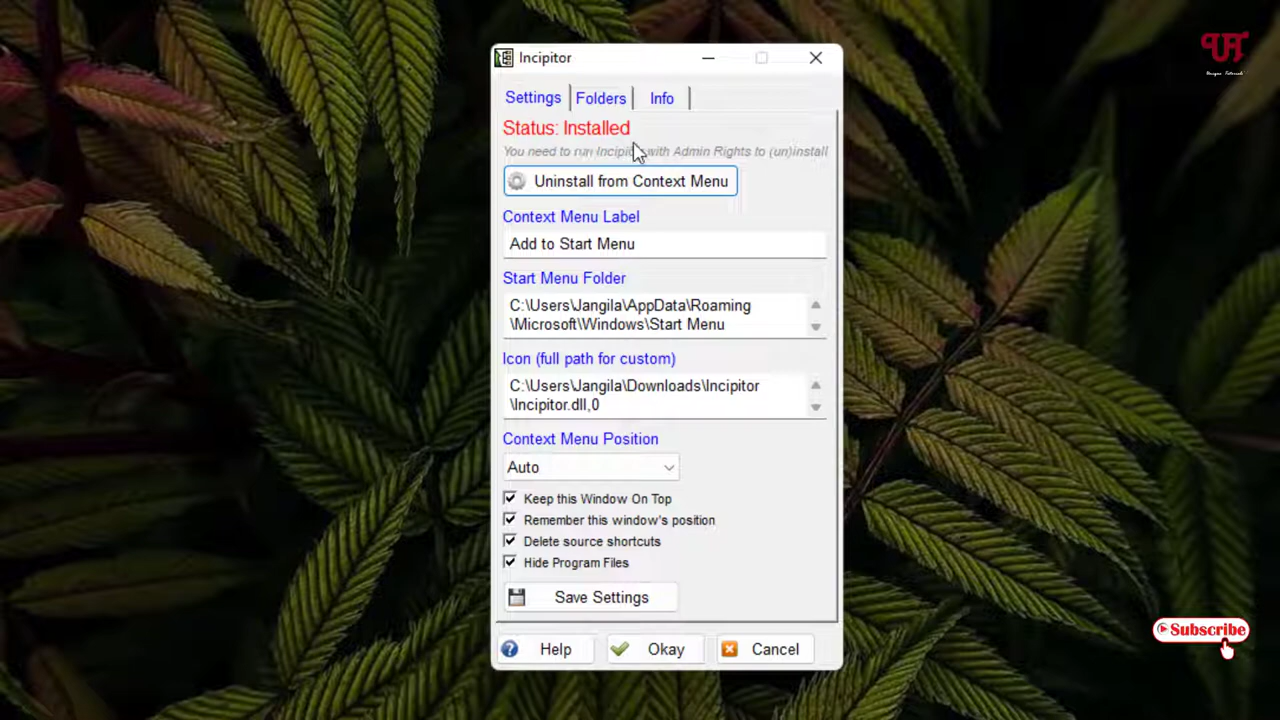 Incipitor
Settings
Folders
Info
Status: Installed
You need to run Incipitor with Admin Rights to (un)install
Uninstall from Context Menu
Context Menu Label
Add to Start Menu
Start Menu Folder
C:\Users\Jangila\AppData\Roaming
\Microsoft\Windows\Start Menu
Icon (full path for custom)
C:\Users\Jangila\Downloads\Incipitor
\Incipitor.dll,0
Context Menu Position
Auto
Keep this Window On Top
Remember this window's position
Delete source shortcuts
Hide Program Files
Save Settings
Help
Okay
Cancel
UT
Unique Tutorials
Subscribe